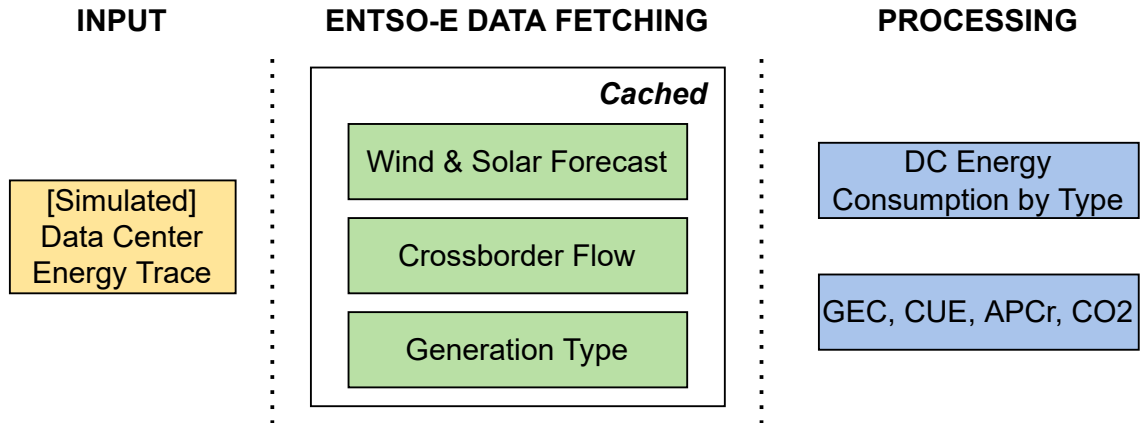 INPUT
ENTSO-E DATA FETCHING
PROCESSING
[Simulated]
Data Center
Energy Trace
Cached
Wind & Solar Forecast
Crossborder Flow
Generation Type
DC Energy
Consumption by Type
GEC, CUE, APCr, CO2